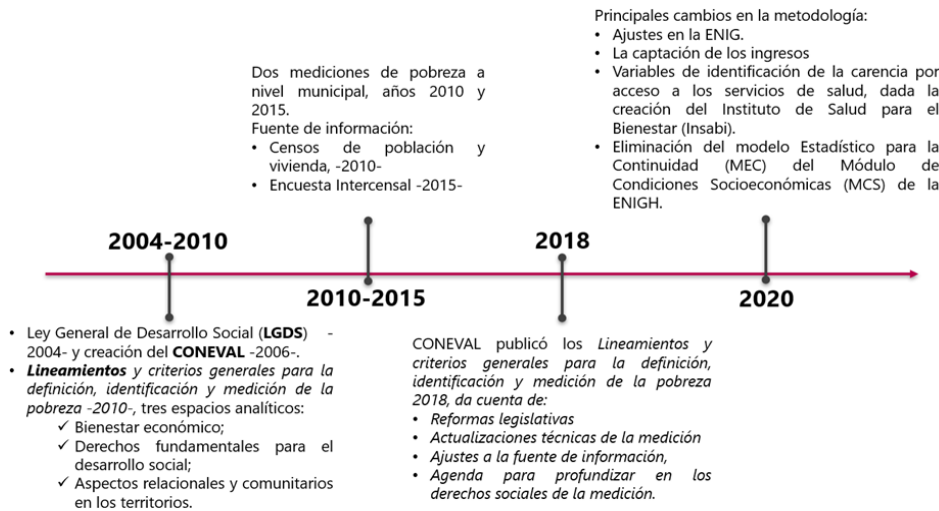 2004-2010
• Ley General de Desarrollo Social (LGDS) -
2004- y creación del CONEVAL -2006-.
• Lineamientos y criterios generales para la
definición, identificación y medición de la
pobreza -2010-, tres espacios analíticos:
✓ Bienestar económico;
✓ Derechos fundamentales para el
desarrollo social;
✓ Aspectos relacionales y comunitarios
en los territorios.
Dos mediciones de pobreza a
nivel municipal, años 2010 y
2015.
Fuente de información:
• Censos de población y
vivienda, -2010-
• Encuesta Intercensal -2015-
2010-2015
2018
CONEVAL publicó los Lineamientos y
criterios generales para la definición,
identificación y medición de la pobreza
2018, da cuenta de:
• Reformas legislativas
• Actualizaciones técnicas de la medición
• Ajustes a la fuente de información,
• Agenda para profundizar en los
derechos sociales de la medición.
Principales cambios en la metodología:
• Ajustes en la ENIG.
• La captación de los ingresos
• Variables de identificación de la carencia por
acceso a los servicios de salud, dada la
creación del Instituto de Salud para el
Bienestar (Insabi).
• Eliminación del modelo Estadístico para la
Continuidad (MEC) del Módulo de
Condiciones Socioeconómicas (MCS) de la
ENIGH.
2020